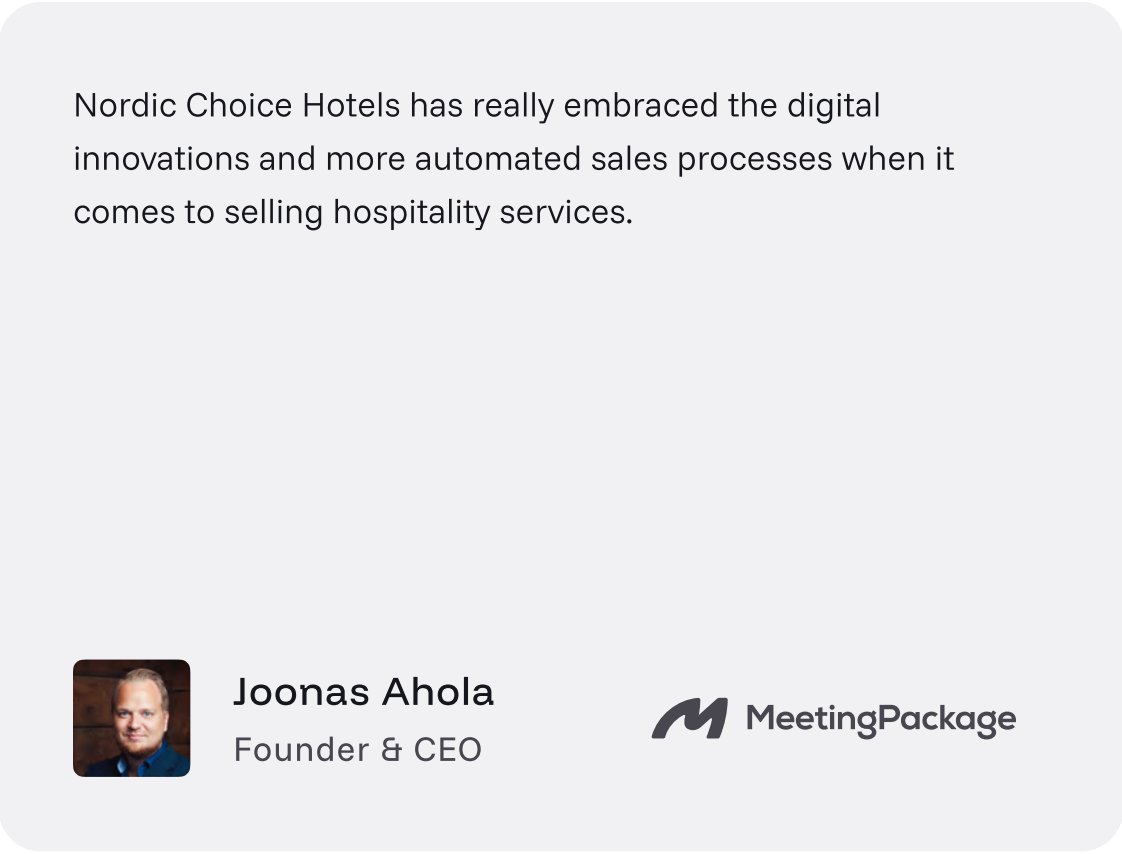 Nordic Choice Hotels has really embraced the digital
innovations and more automated sales processes when it
comes to selling hospitality services.
Joonas Ahola
Founder & CEO
MeetingPackage